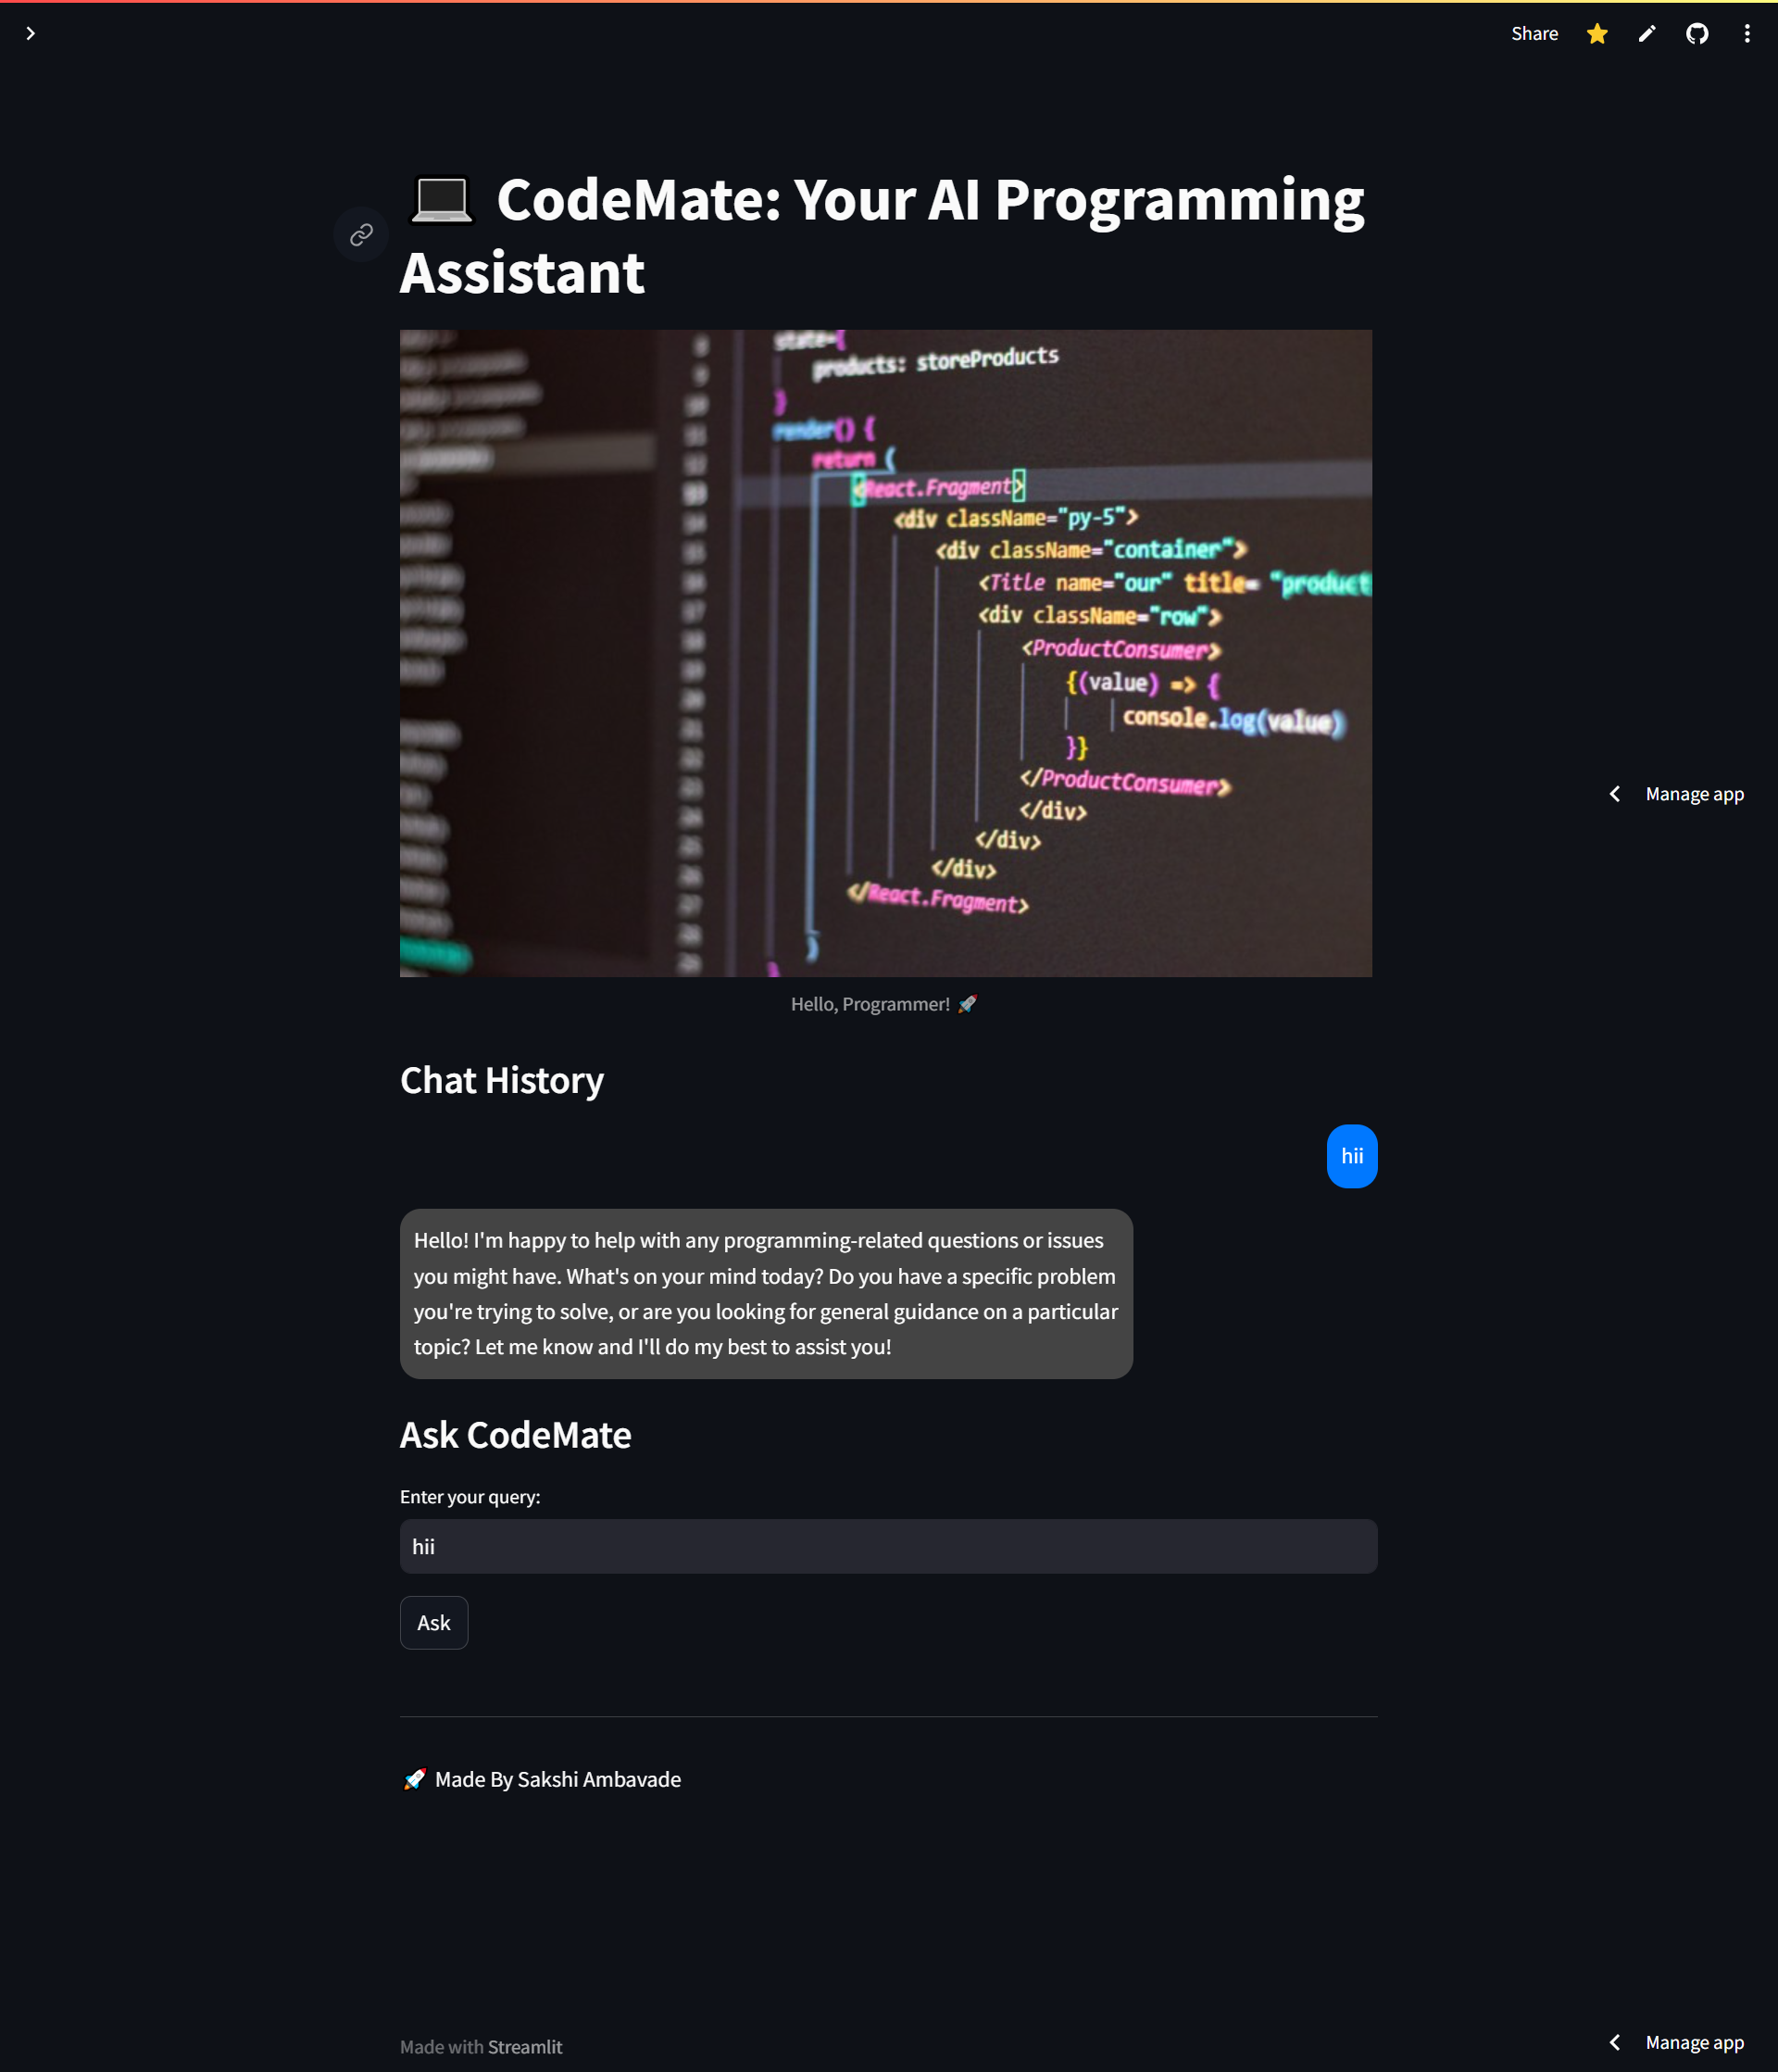 Share
💻 CodeMate: Your AI Programming
Assistant
state={
products: storeProducts
}
render() {
return (
<React.Fragment>
<div className="py-5">
<div className="container">
<Title name="our" title= "product
<div className="row">
<ProductConsumer>
{(value) => {
console.log(value)
}}
</ProductConsumer>
</div>
</div>
</div>
</React.Fragment>
)
}
Manage app
Hello, Programmer! 🚀
Chat History
hii
Hello! I'm happy to help with any programming-related questions or issues
you might have. What's on your mind today? Do you have a specific problem
you're trying to solve, or are you looking for general guidance on a particular
topic? Let me know and I'll do my best to assist you!
Ask CodeMate
Enter your query:
hii
Ask
🚀 Made By Sakshi Ambavade
Made with Streamlit
Manage app